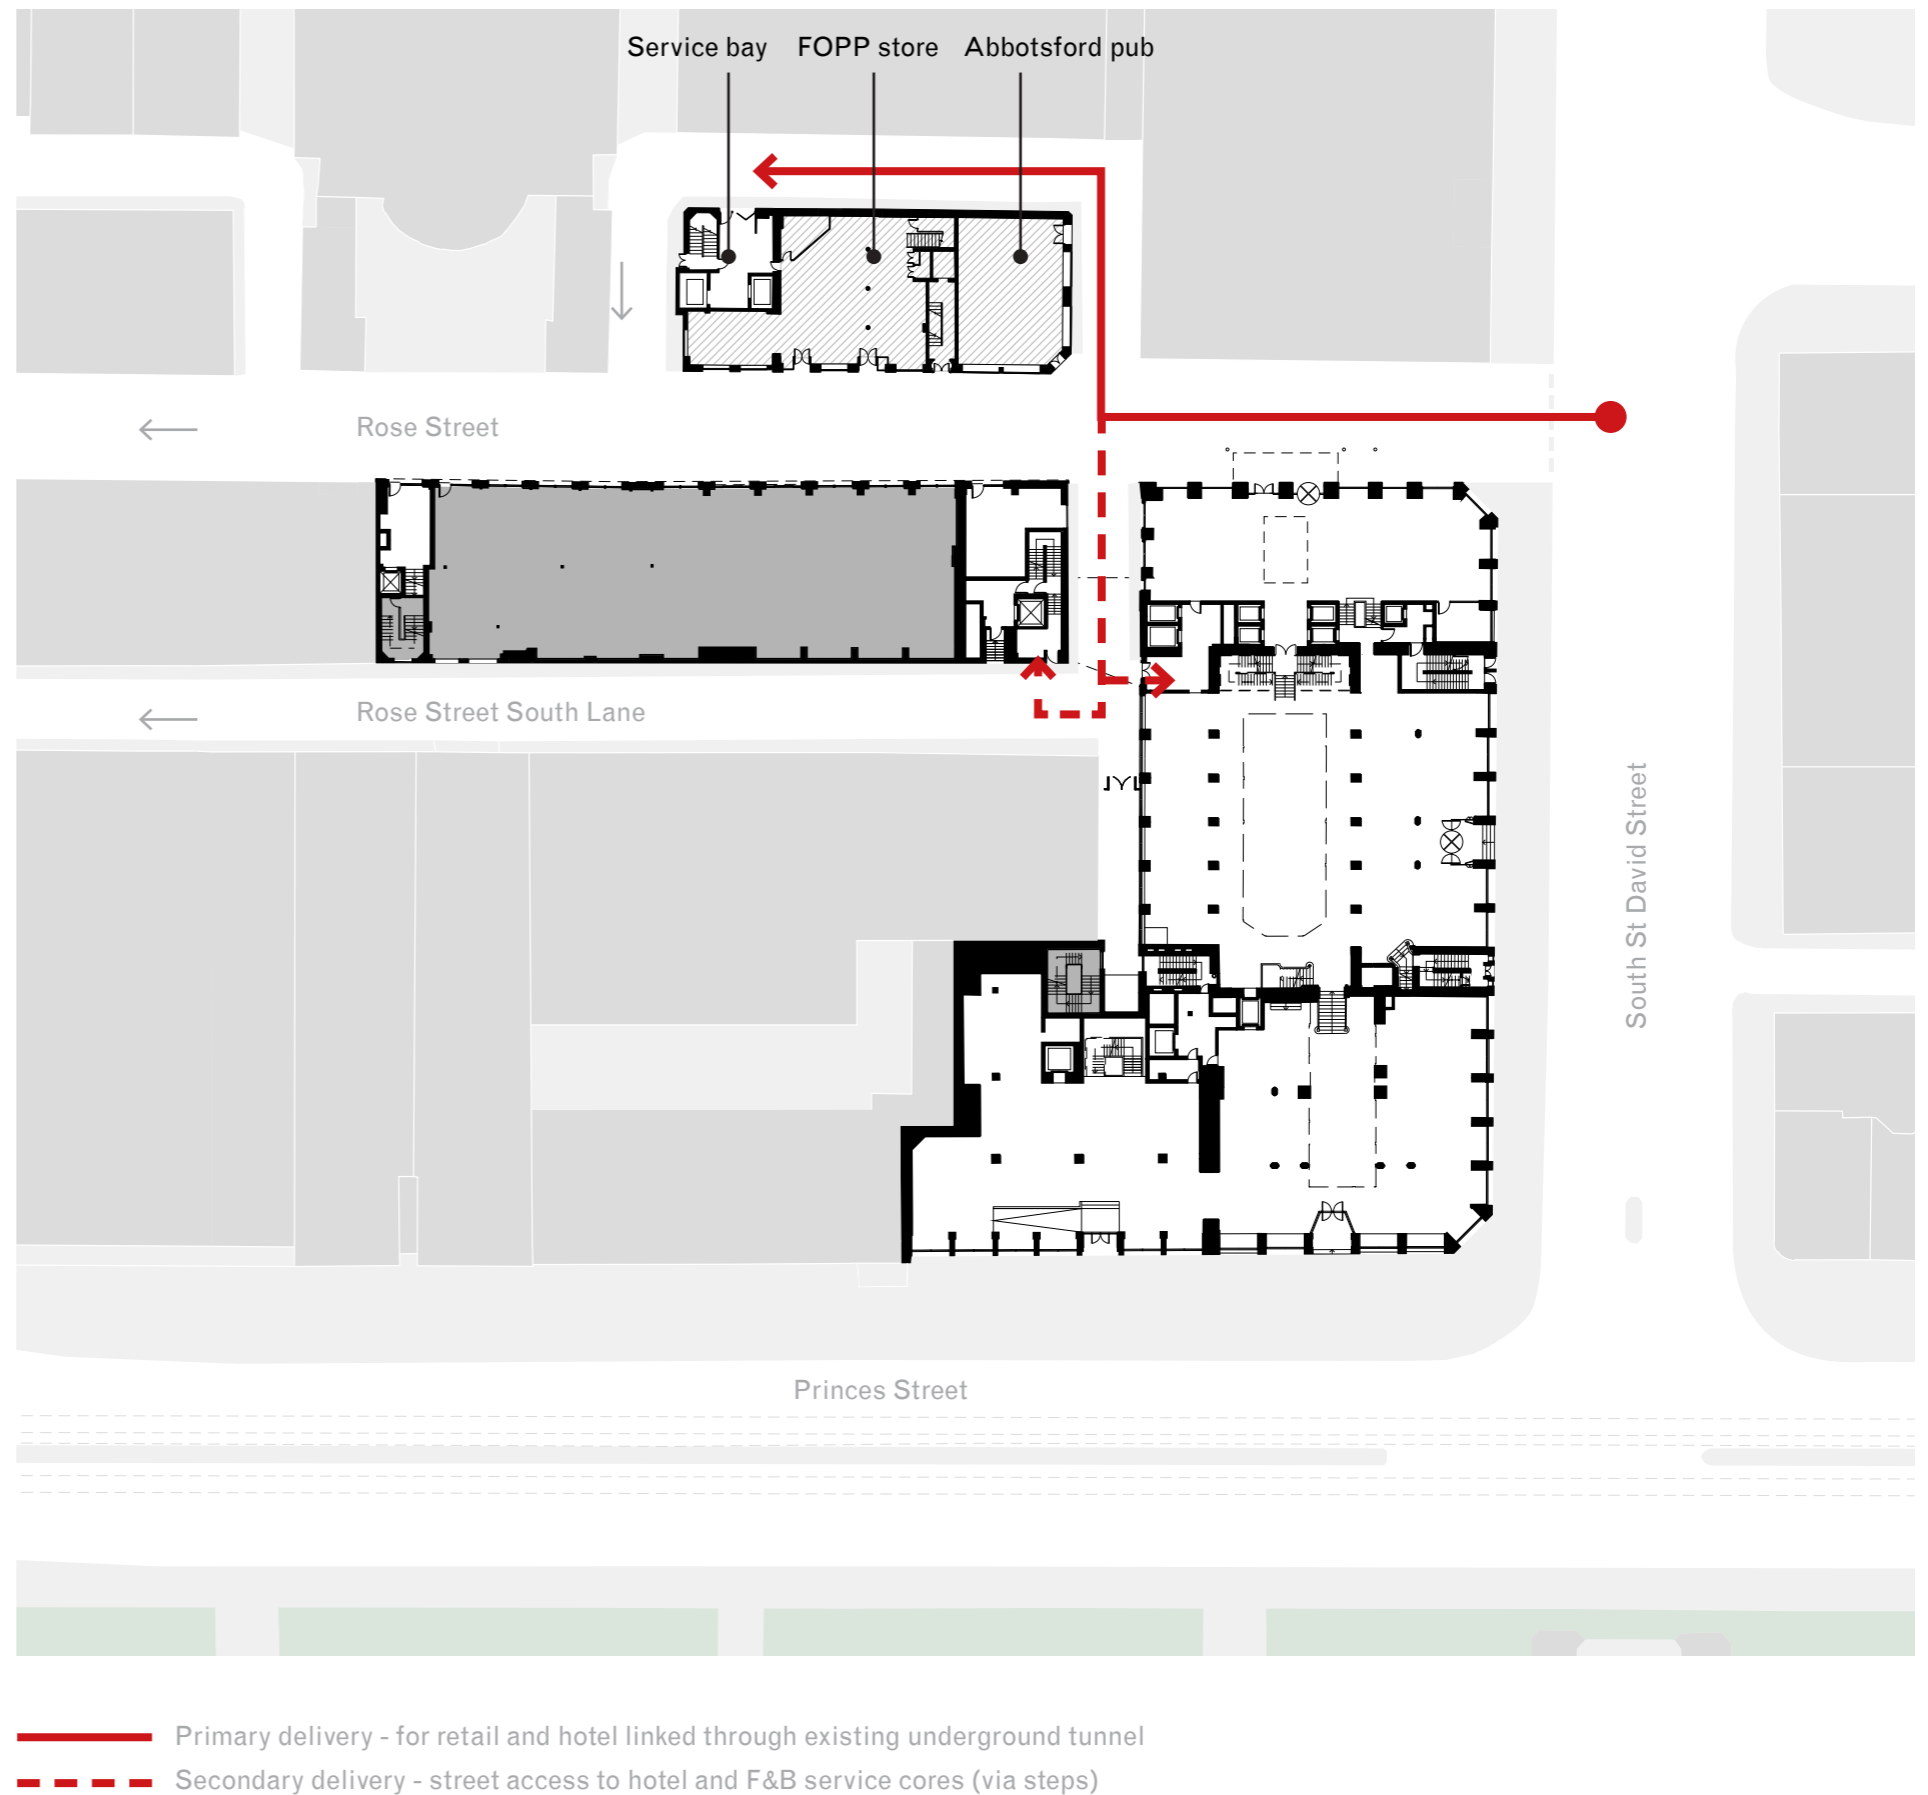 Service bay
FOPP store
Abbotsford pub
Rose Street
Rose Street South Lane
South St David Street
Princes Street
Primary delivery - for retail and hotel linked through existing underground tunnel
Secondary delivery - street access to hotel and F&B service cores (via steps)